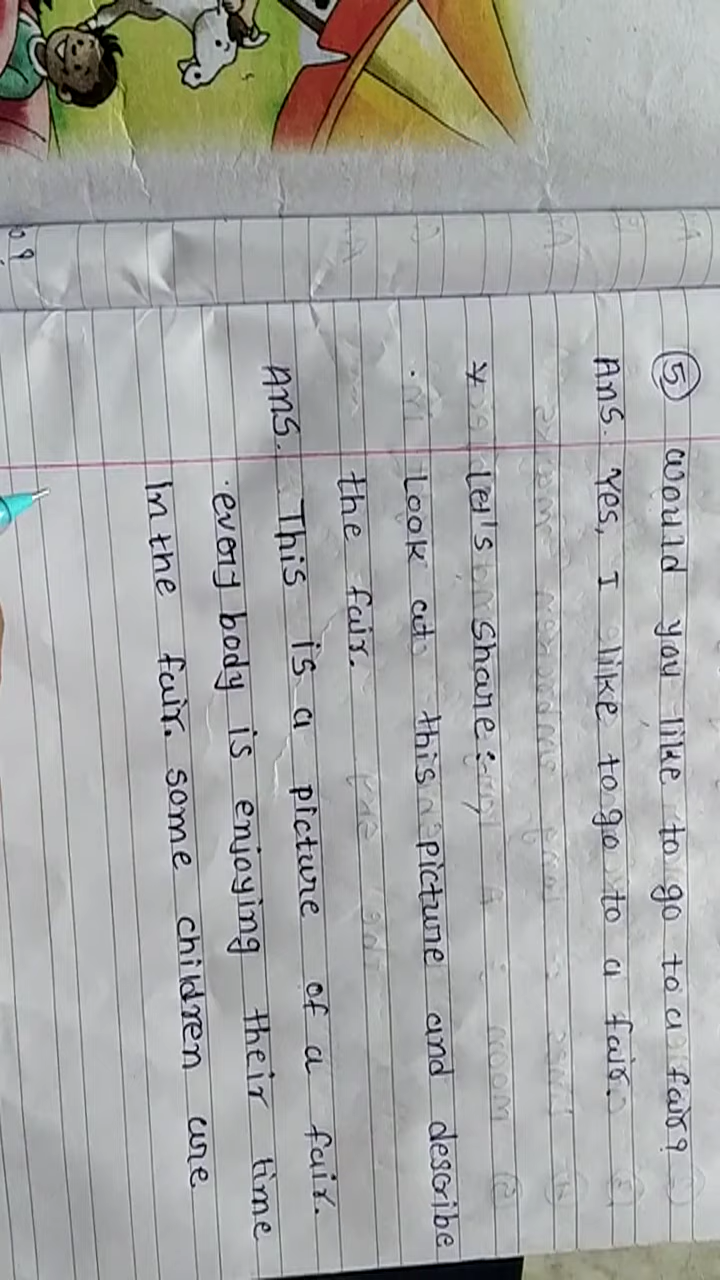 ⑤ would you like to go to a fair?
Ans. Yes, I like to go to a fair.
* Let's share :
. Look at this picture and describe
the fair.
Ans. This is a picture of a fair.
everybody is enjoying their time
In the fair. some children are